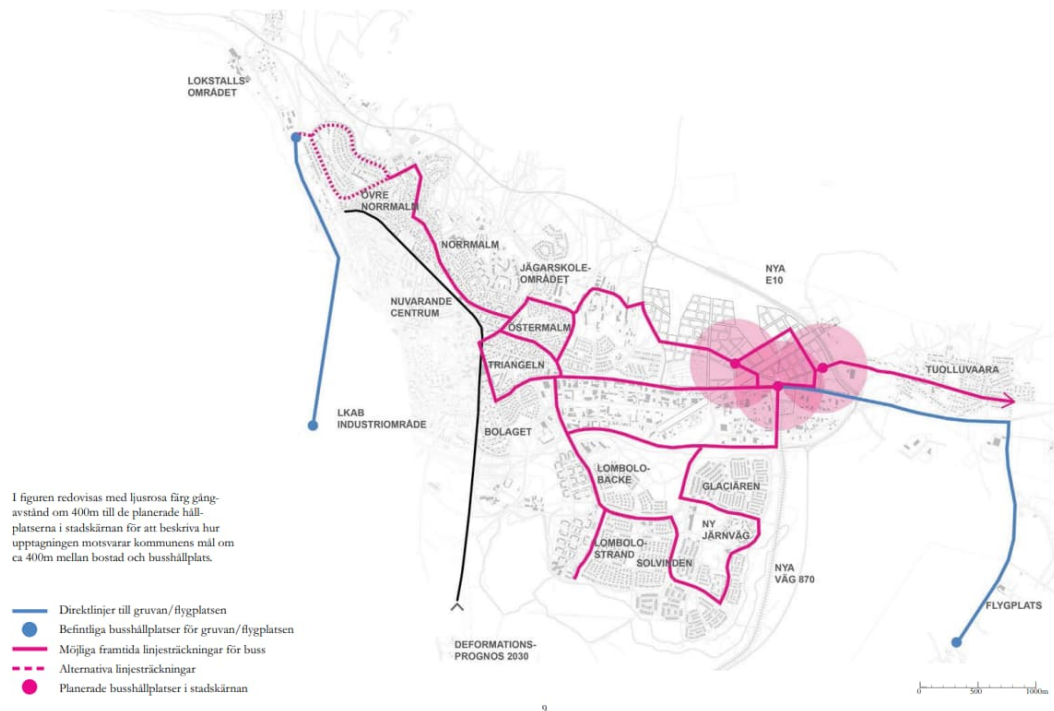 LOKSTALLS-
OMRÅDET
ÖVRE
NORRMALM
NORRMALM
JÄGARSKOLE-
OMRÅDET
NYA
E10
NUVARANDE
CENTRUM
ÖSTERMALM
TRIANGELN
TUOLLUVAARA
LKAB
INDUSTRIOMRÅDE
BOLAGET
LOMBOLO-
BACKE
GLACIÄREN
I figuren redovisas med ljusrosa färg gång-
avstånd om 400m till de planerade håll-
platserna i stadskärnan för att beskriva hur
upptagningen motsvarar kommunens mål om
ca 400m mellan bostad och busshållplats.
NY
JÄRNVÄG
LOMBOLO-
STRAND
SOLVINDEN
NYA
VÄG 870
FLYGPLATS
DEFORMATIONS-
PROGNOS 2030
Direktlinjer till gruvan/flygplatsen
Befintliga busshållplatser för gruvan/flygplatsen
Möjliga framtida linjesträckningar för buss
Alternativa linjesträckningar
Planerade busshållplatser i stadskärnan
0 500 1000m
9